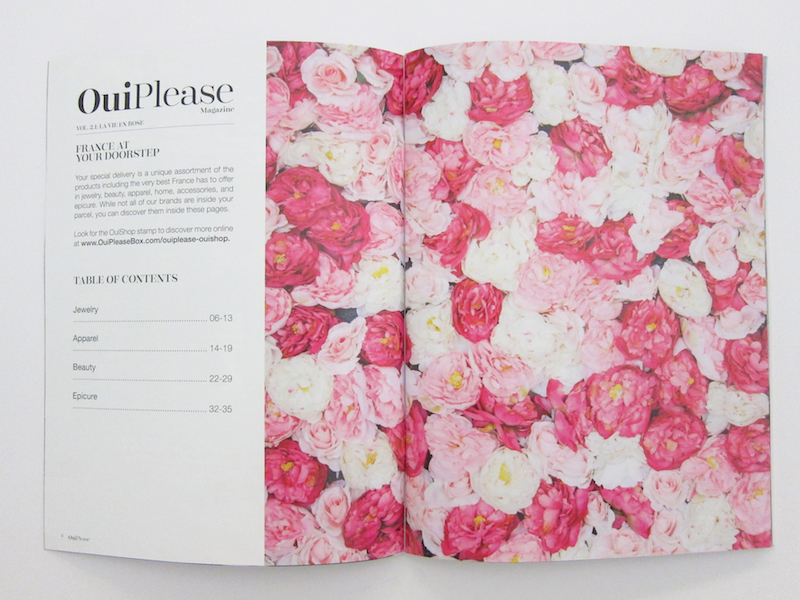 OuiPlease
Magazine
VOL. 2.1: LA VIE EN ROSE
FRANCE AT
YOUR DOORSTEP
Your special delivery is a unique assortment of the
products including the very best France has to offer
in jewelry, beauty, apparel, home, accessories, and
epicure. While not all of our brands are inside your
parcel, you can discover them inside these pages.
Look for the OuiShop stamp to discover more online
at www.OuiPleaseBox.com/ouiplease-ouishop.
TABLE OF CONTENTS
Jewelry
06-13
Apparel
14-19
Beauty
22-29
Epicure
32-35
OuiPlease